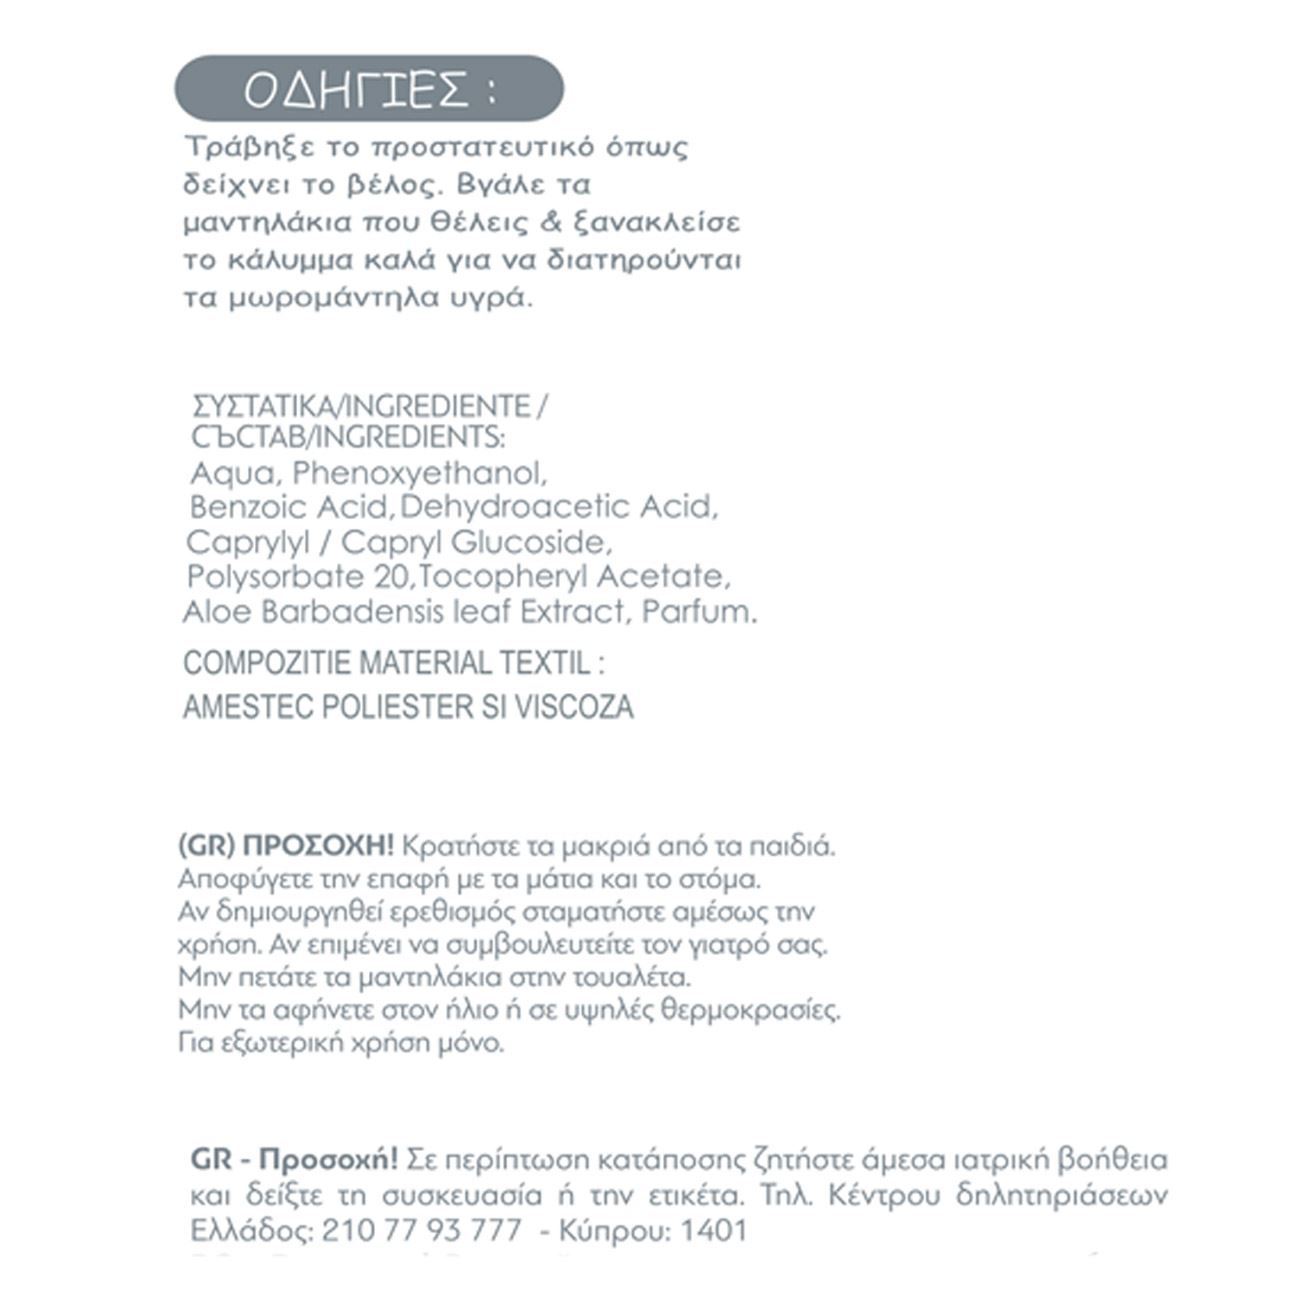 ΟΔΗΓΙΕΣ :
Τράβηξε το προστατευτικό όπως
δείχνει το βέλος. Βγάλε τα
μαντηλάκια που θέλεις & ξανακλείσε
το κάλυμμα καλά για να διατηρούνται
τα μωρομάντηλα υγρά.
ΣΥΣΤΑΤΙΚΑ/INGREDIENTE /
СЪСТАВ/INGREDIENTS:
Aqua, Phenoxyethanol,
Benzoic Acid, Dehydroacetic Acid,
Caprylyl / Capryl Glucoside,
Polysorbate 20, Tocopheryl Acetate,
Aloe Barbadensis leaf Extract, Parfum.
COMPOZITIE MATERIAL TEXTIL :
AMESTEC POLIESTER SI VISCOZA
(GR) ΠΡΟΣΟΧΗ! Κρατήστε τα μακριά από τα παιδιά.
Αποφύγετε την επαφή με τα μάτια και το στόμα.
Αν δημιουργηθεί ερεθισμός σταματήστε αμέσως την
χρήση. Αν επιμένει να συμβουλευτείτε τον γιατρό σας.
Μην πετάτε τα μαντηλάκια στην τουαλέτα.
Μην τα αφήνετε στον ήλιο ή σε υψηλές θερμοκρασίες.
Για εξωτερική χρήση μόνο.
GR - Προσοχή! Σε περίπτωση κατάποσης ζητήστε άμεσα ιατρική βοήθεια
και δείξτε τη συσκευασία ή την ετικέτα. Τηλ. Κέντρου δηλητηριάσεων
Ελλάδος: 210 77 93 777 - Κύπρου: 1401